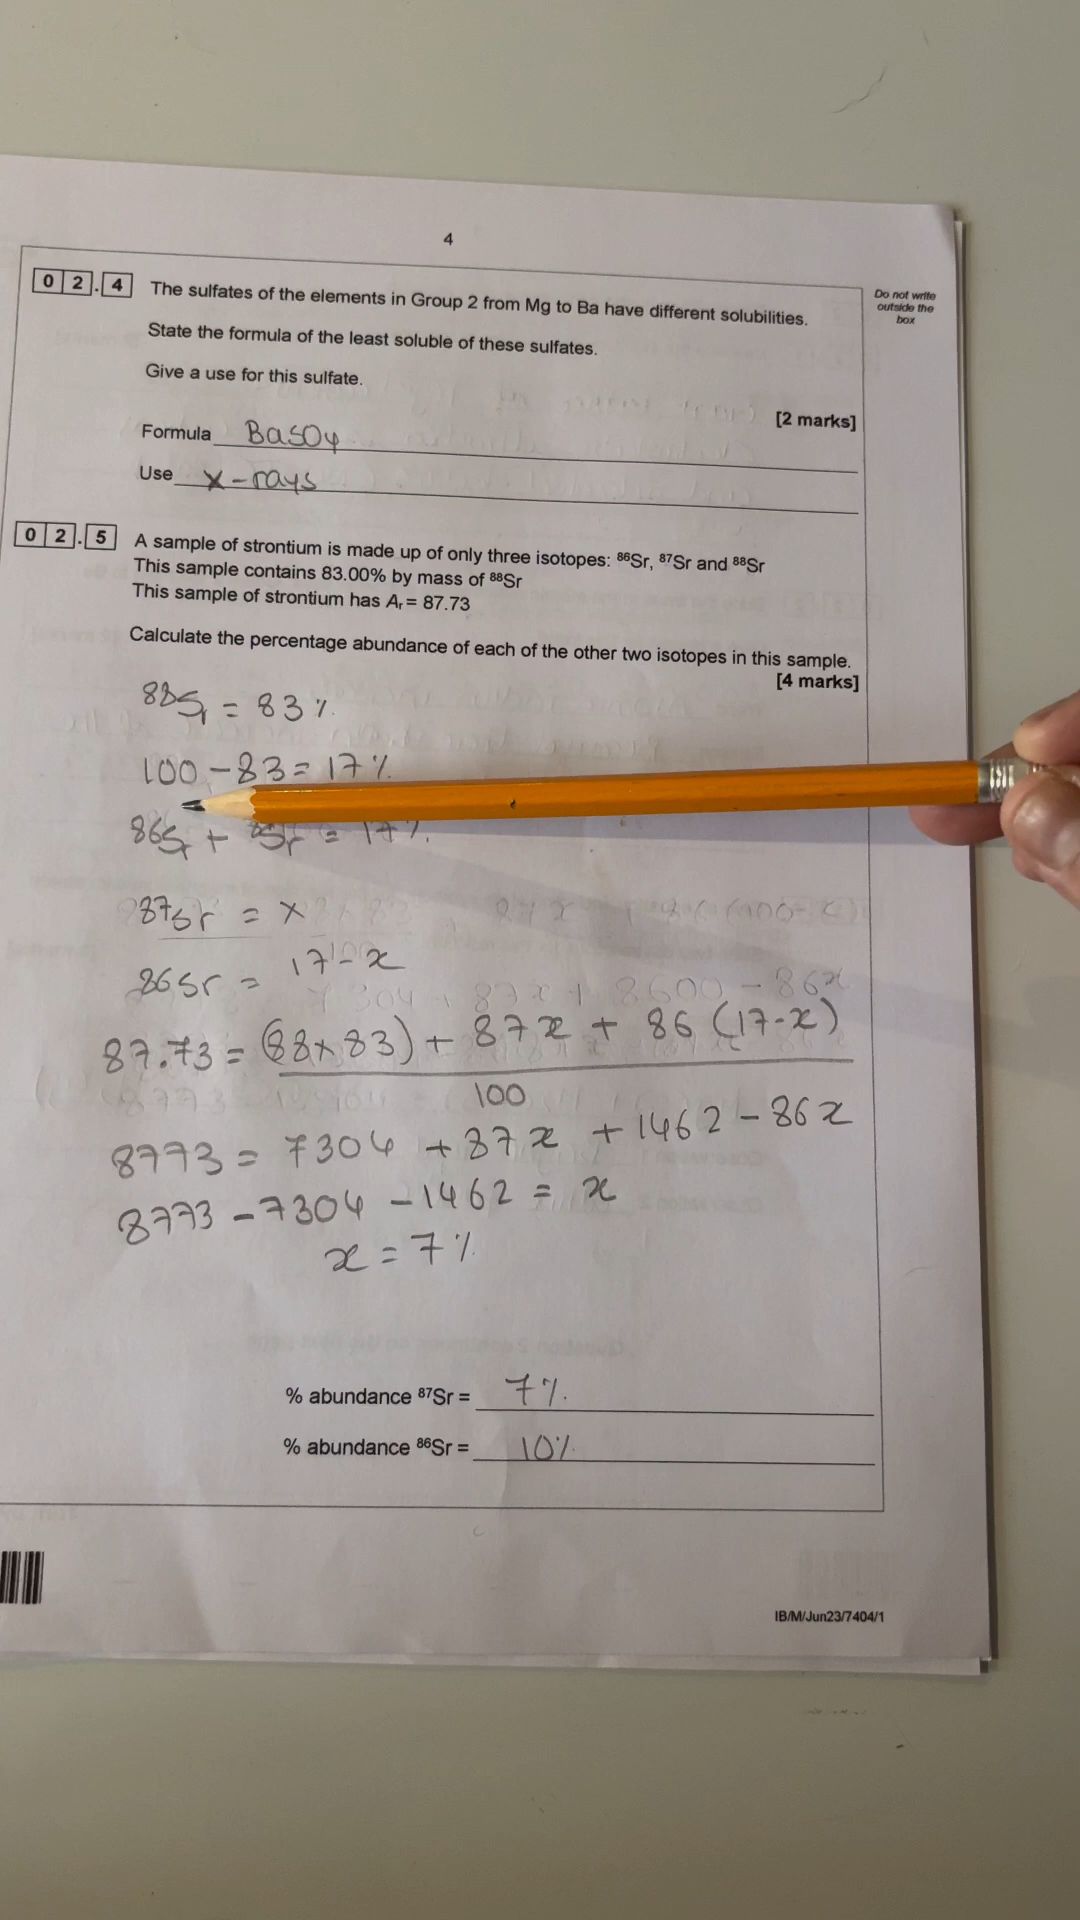 4
02.4 The sulfates of the elements in Group 2 from Mg to Ba have different solubilities.
Do not write
outside the
box
State the formula of the least soluble of these sulfates.
Give a use for this sulfate.
[2 marks]
Formula BaSO4
Use x-rays
02.5 A sample of strontium is made up of only three isotopes: ⁸⁶Sr, ⁸⁷Sr and ⁸⁸Sr
This sample contains 83.00% by mass of ⁸⁸Sr
This sample of strontium has Aᵣ = 87.73
Calculate the percentage abundance of each of the other two isotopes in this sample.
[4 marks]
88Sr = 83%
100 - 83 = 17%
86Sr + Sr = 17%.
87Sr = x
86Sr = 17 - x
87.73 = (88 x 83) + 87x + 86 (17-x)
100
8773 = 7304 + 87x + 1462 - 86x
8773 - 7304 - 1462 = x
x = 7%
% abundance ⁸⁷Sr = 7%.
% abundance ⁸⁶Sr = 10%
IB/M/Jun23/7404/1